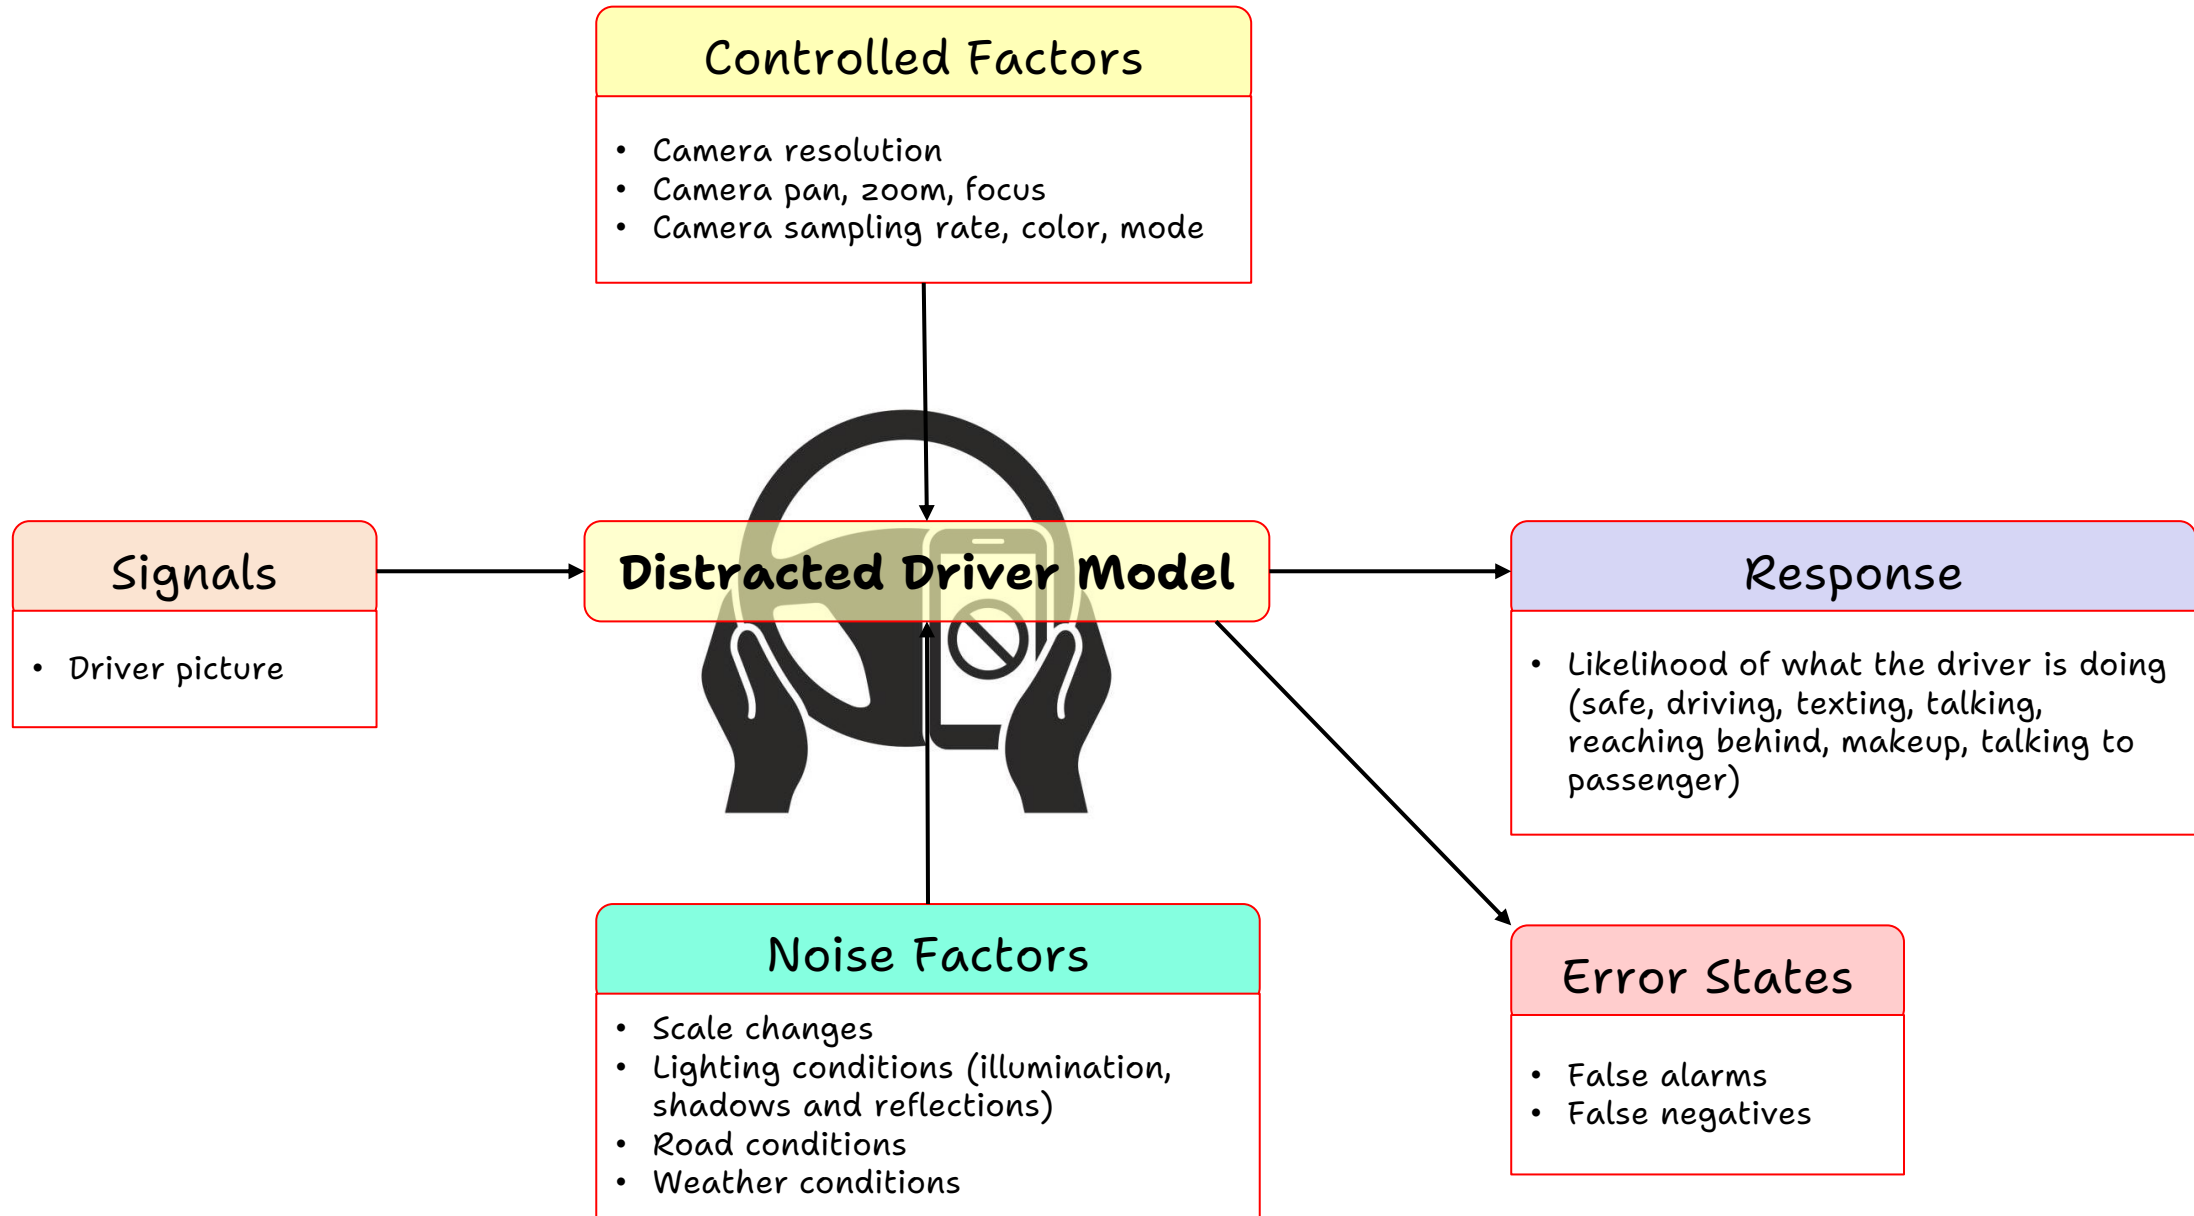 Controlled Factors
• Camera resolution
• Camera pan, zoom, focus
• Camera sampling rate, color, mode
Signals
• Driver picture
Distracted Driver Model
Response
• Likelihood of what the driver is doing
(safe, driving, texting, talking,
reaching behind, makeup, talking to
passenger)
Noise Factors
• Scale changes
• Lighting conditions (illumination,
shadows and reflections)
• Road conditions
• Weather conditions
Error States
• False alarms
• False negatives